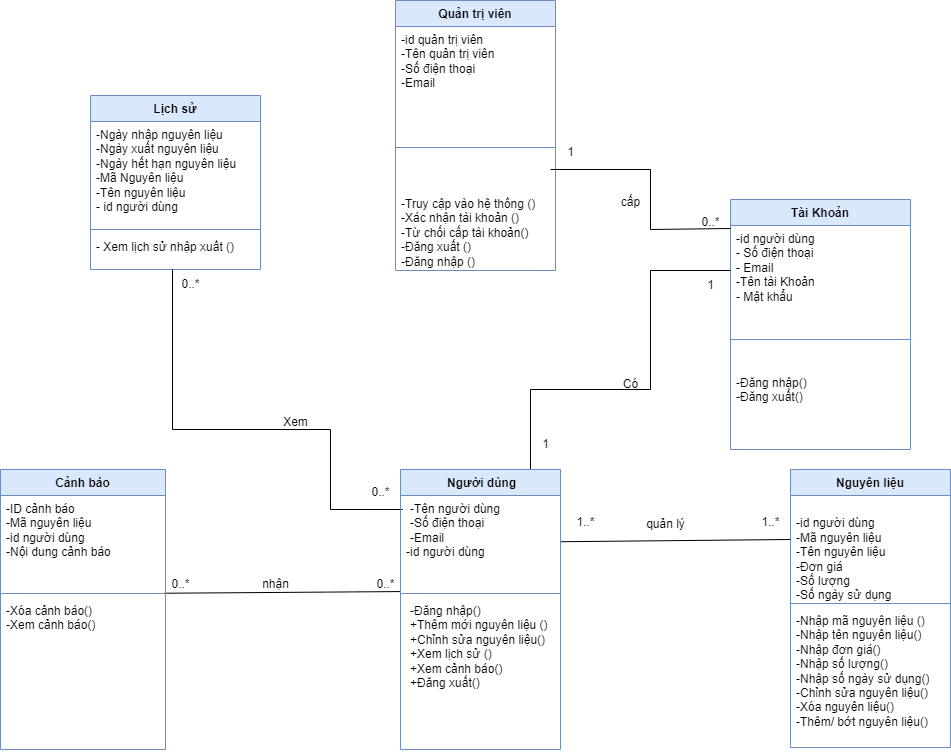 Quản trị viên
-id quản trị viên
-Tên quản trị viên
-Số điện thoại
-Email
-Truy cập vào hệ thống ()
-Xác nhận tài khoản ()
-Từ chối cấp tài khoản()
-Đăng xuất ()
-Đăng nhập ()
Lịch sử
-Ngày nhập nguyên liệu
-Ngày xuất nguyên liệu
-Ngày hết hạn nguyên liệu
-Mã Nguyên liệu
-Tên nguyên liệu
- id người dùng
- Xem lịch sử nhập xuất ()
1
cấp
0..*
Tài Khoản
-id người dùng
- Số điện thoại
- Email
-Tên tài Khoản
- Mật khẩu
-Đăng nhập()
-Đăng xuất()
0..*
1
Có
1
Xem
0..*
Cảnh báo
-ID cảnh báo
-Mã nguyên liệu
-id người dùng
-Nội dung cảnh báo
-Xóa cảnh báo()
-Xem cảnh báo()
0..*
nhận
0..*
Người dùng
-Tên người dùng
-Số điện thoại
-Email
-id người dùng
-Đăng nhập()
+Thêm mới nguyên liệu ()
+Chỉnh sửa nguyên liệu()
+Xem lịch sử ()
+Xem cảnh báo()
+Đăng xuất()
1..*
quản lý
1..*
Nguyên liệu
-id người dùng
-Mã nguyên liệu
-Tên nguyên liệu
-Đơn giá
-Số lượng
-Số ngày sử dụng
-Nhập mã nguyên liệu ()
-Nhập tên nguyên liệu()
-Nhập đơn giá()
-Nhập số lượng()
-Nhập số ngày sử dụng()
-Chỉnh sửa nguyên liệu()
-Xóa nguyên liệu()
-Thêm/ bớt nguyên liệu()